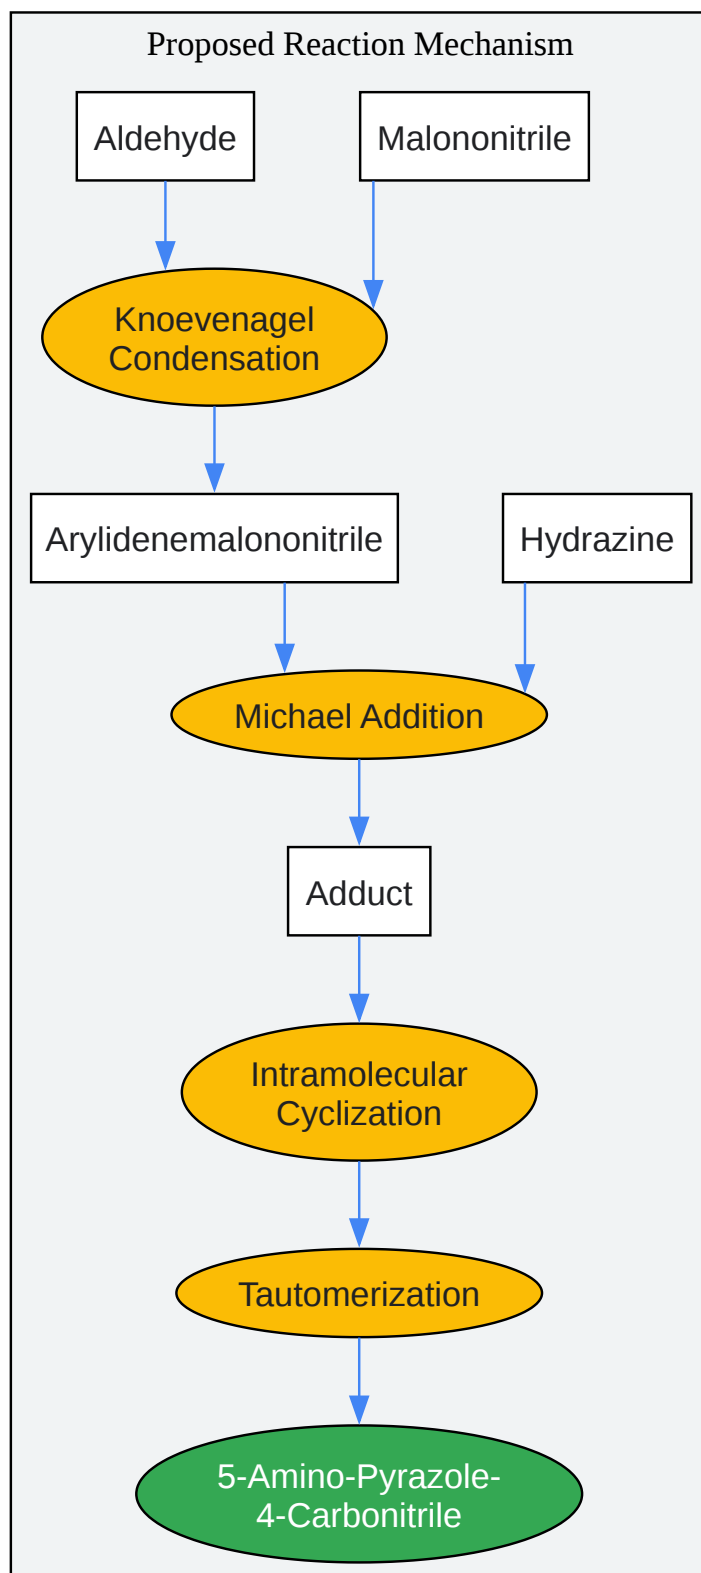 Proposed Reaction Mechanism
Aldehyde
Malononitrile
Knoevenagel
Condensation
Arylidenemalononitrile
Hydrazine
Michael Addition
Adduct
Intramolecular
Cyclization
Tautomerization
5-Amino-Pyrazole-
4-Carbonitrile